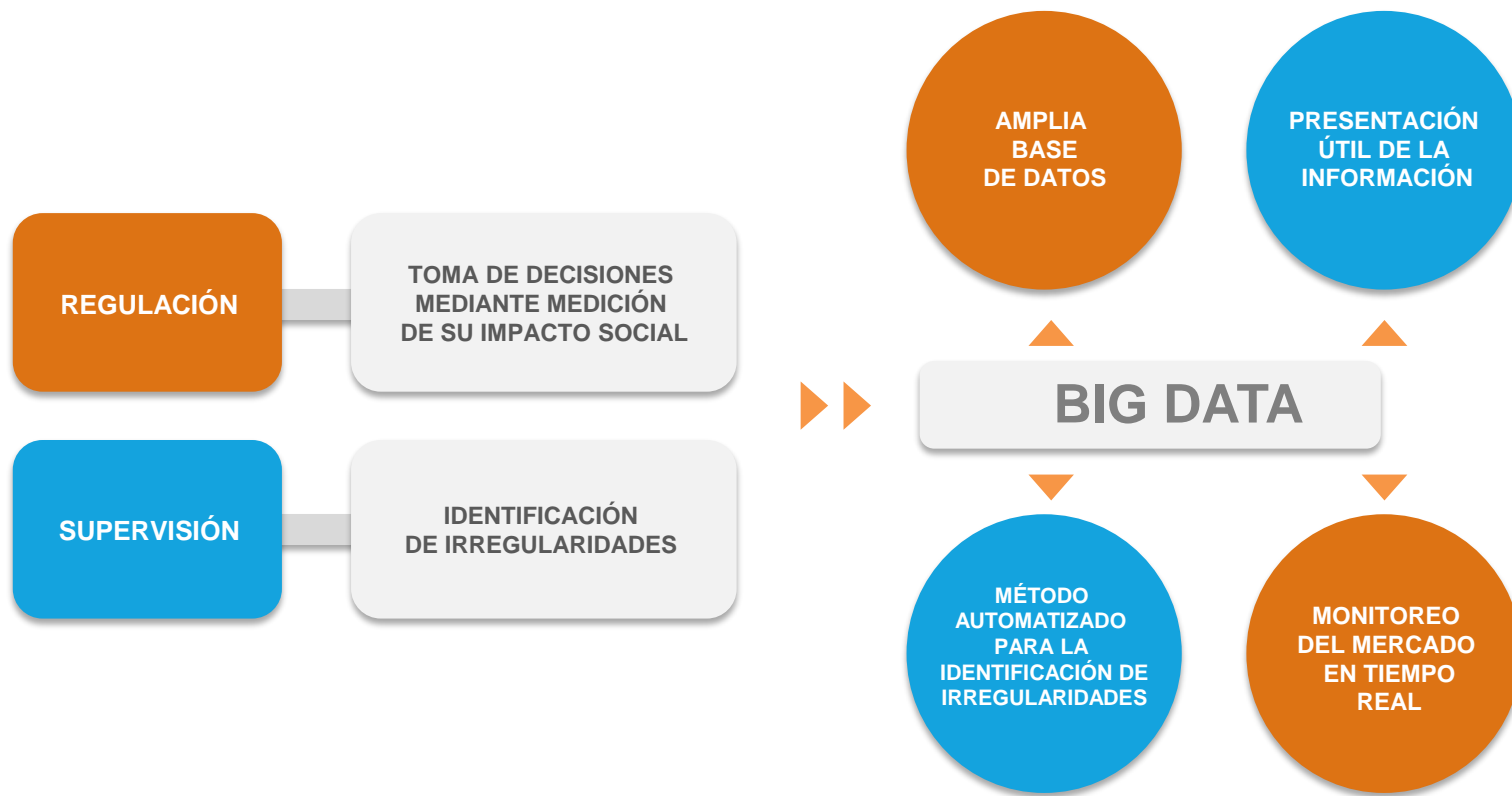 REGULACIÓN
TOMA DE DECISIONES
MEDIANTE MEDICIÓN
DE SU IMPACTO SOCIAL
SUPERVISIÓN
IDENTIFICACIÓN
DE IRREGULARIDADES
AMPLIA
BASE
DE DATOS
PRESENTACIÓN
ÚTIL DE LA
INFORMACIÓN
BIG DATA
MÉTODO
AUTOMATIZADO
PARA LA
IDENTIFICACIÓN DE
IRREGULARIDADES
MONITOREO
DEL MERCADO
EN TIEMPO
REAL